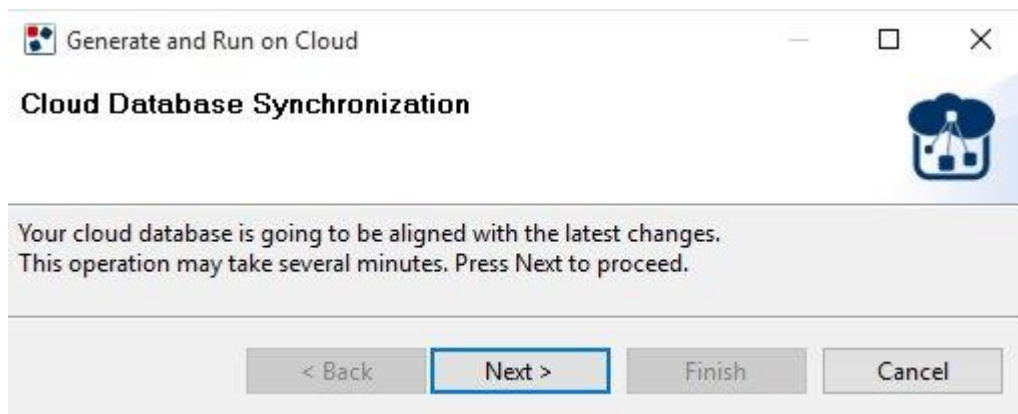 Generate and Run on Cloud
Cloud Database Synchronization
Your cloud database is going to be aligned with the latest changes.
This operation may take several minutes. Press Next to proceed.
< Back Next > Finish Cancel